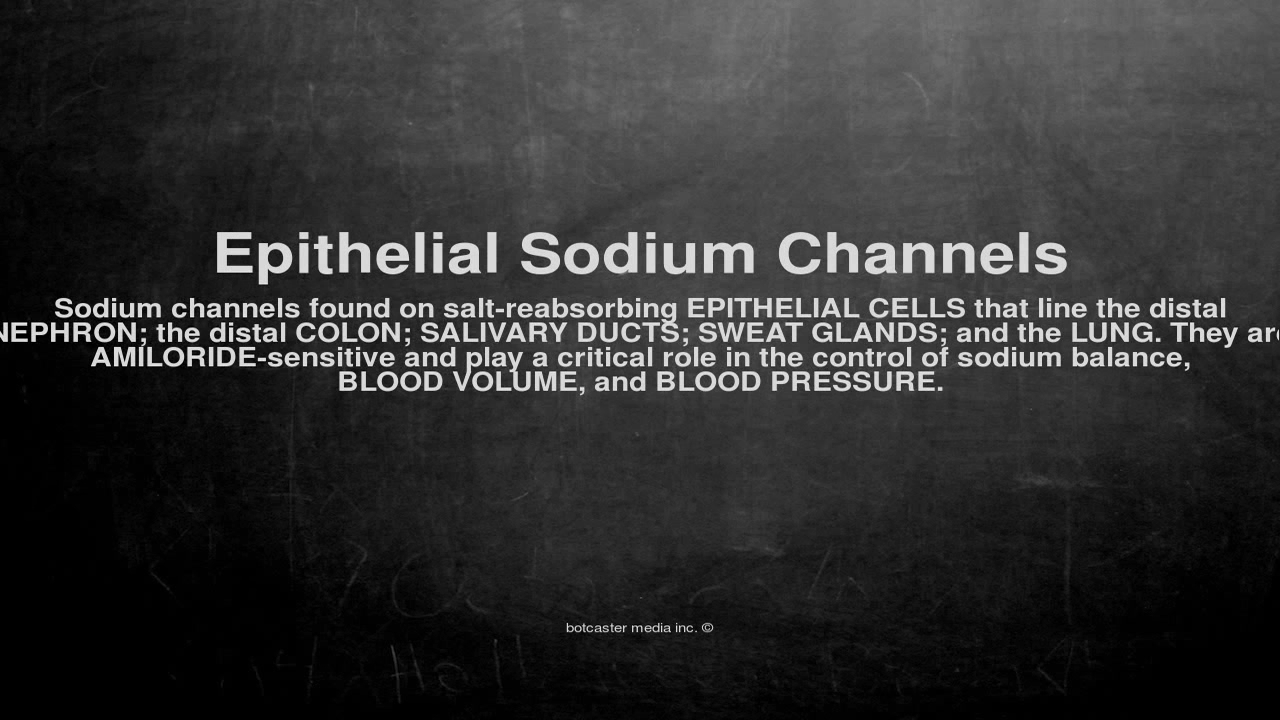 Epithelial Sodium Channels
Sodium channels found on salt-reabsorbing EPITHELIAL CELLS that line the distal
NEPHRON; the distal COLON; SALIVARY DUCTS; SWEAT GLANDS; and the LUNG. They are
AMILORIDE-sensitive and play a critical role in the control of sodium balance,
BLOOD VOLUME, and BLOOD PRESSURE.
botcaster media inc. ©